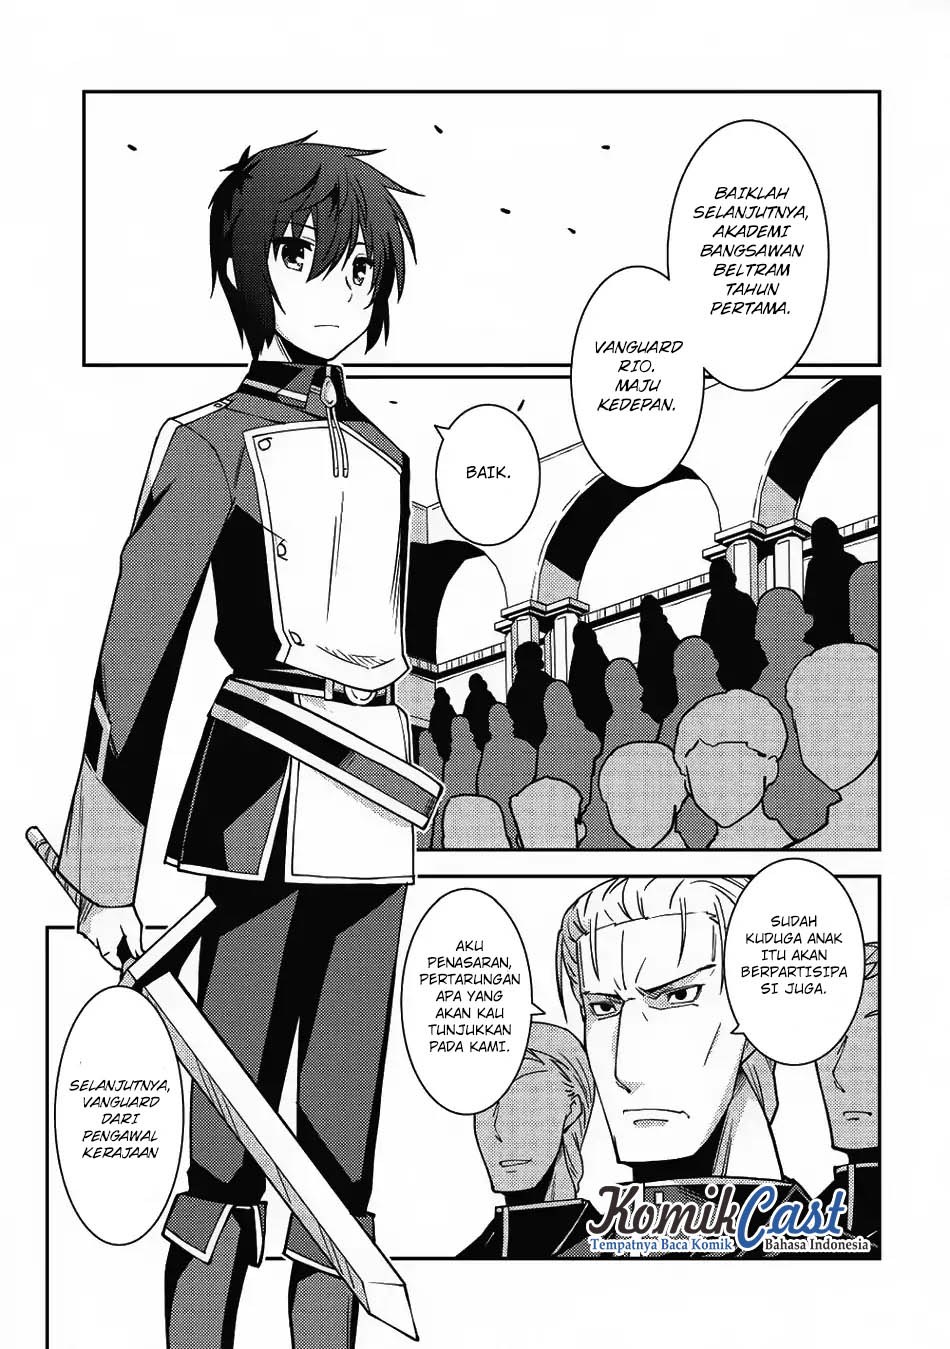 BAIKLAH
SELANJUTNYA,
AKADEMI
BANGSAWAN
BELTRAM
TAHUN
PERTAMA.
VANGUARD
RIO.
MAJU
KEDEPAN.
BAIK.
SUDAH
KUDUGA ANAK
ITU AKAN
BERPARTISIPA
SI JUGA.
AKU
PENASARAN,
PERTARUNGAN
APA YANG
AKAN KAU
TUNJUKKAN
PADA KAMI.
SELANJUTNYA,
VANGUARD
DARI
PENGAWAL
KERAJAAN
KomikCast
Tempatnya Baca Komik Bahasa Indonesia